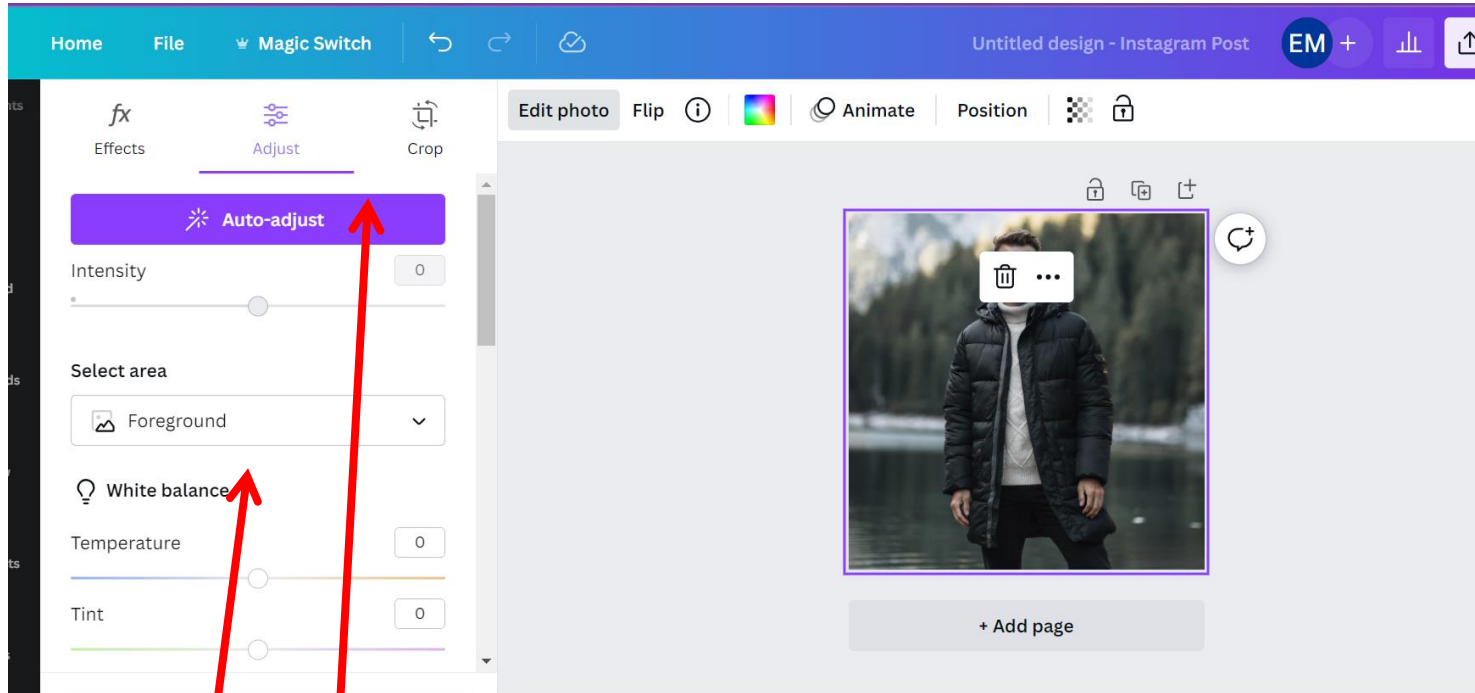 Home File Magic Switch Untitled design - Instagram Post EM +
fx
Effects Adjust Crop
Edit photo Flip Animate Position
Auto-adjust
Intensity 0
Select area
Foreground
White balance
Temperature 0
Tint 0
+ Add page